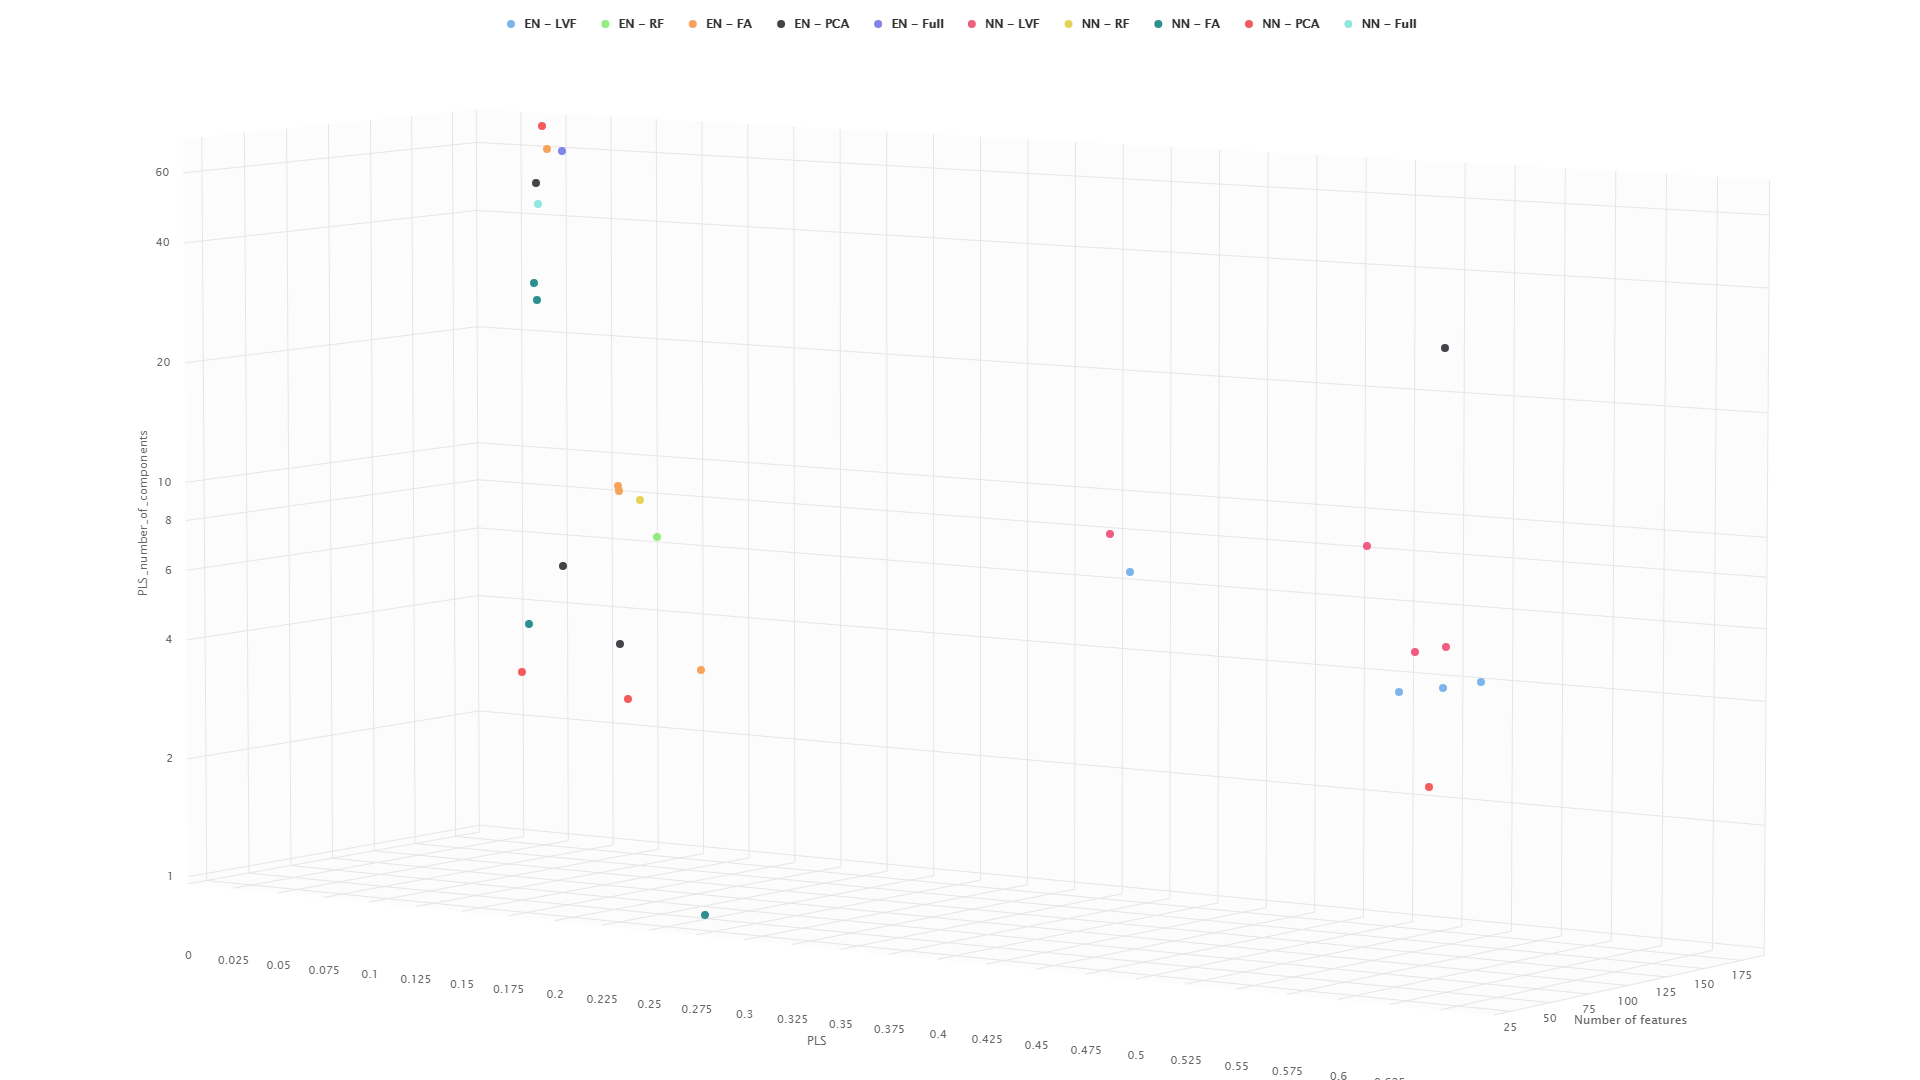 EN – LVF EN – RF EN – FA EN – PCA EN – Full NN – LVF NN – RF NN – FA NN – PCA NN – Full
60
40
20
10
8
6
4
2
1
PLS_number_of_components
0 0.025 0.05 0.075 0.1 0.125 0.15 0.175 0.2 0.225 0.25 0.275 0.3 0.325 0.35 0.375 0.4 0.425 0.45 0.475 0.5 0.525 0.55 0.575 0.6
PLS
25 50 75 100 125 150 175
Number of features